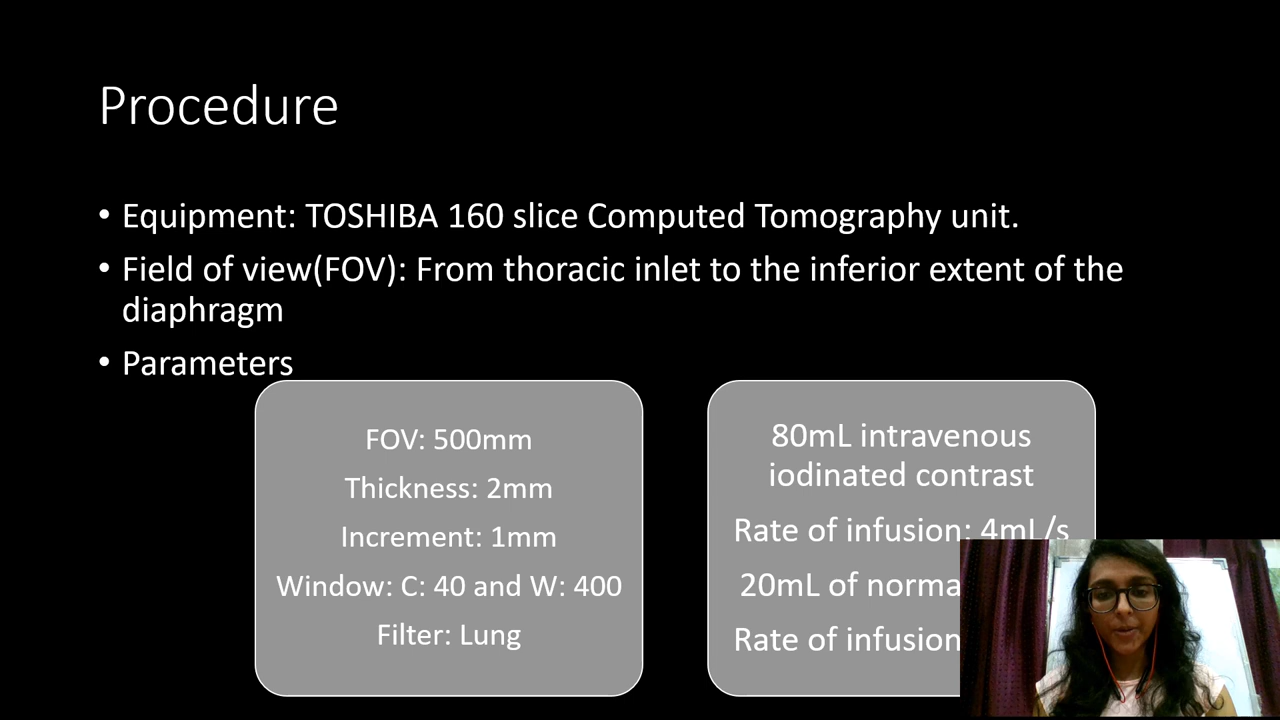 Procedure
• Equipment: TOSHIBA 160 slice Computed Tomography unit.
• Field of view(FOV): From thoracic inlet to the inferior extent of the
diaphragm
• Parameters
FOV: 500mm
Thickness: 2mm
Increment: 1mm
Window: C: 40 and W: 400
Filter: Lung
80mL intravenous
iodinated contrast
Rate of infusion: 4mL/s
20mL of
Rate of infusion